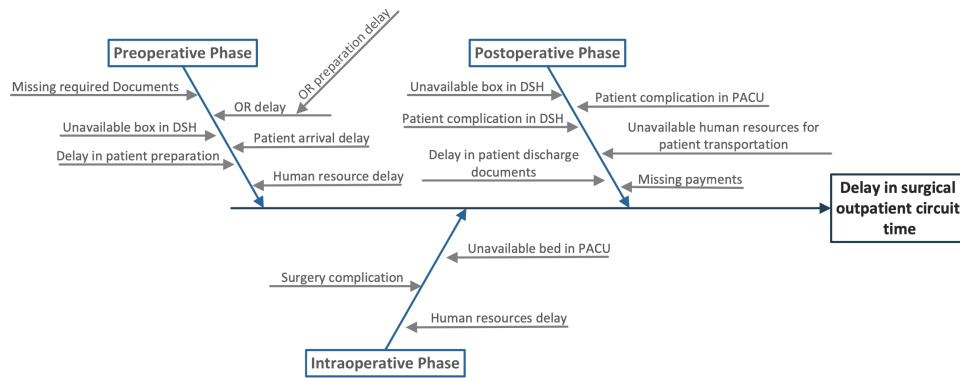 Preoperative Phase
OR preparation delay
Missing required Documents
OR delay
Unavailable box in DSH
Patient arrival delay
Delay in patient preparation
Human resource delay
Postoperative Phase
Unavailable box in DSH
Patient complication in PACU
Patient complication in DSH
Unavailable human resources for
patient transportation
Delay in patient discharge
documents
Missing payments
Delay in surgical
outpatient circuit
time
Unavailable bed in PACU
Surgery complication
Human resources delay
Intraoperative Phase